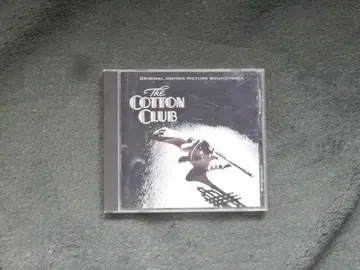 ORIGINAL MOTION PICTURE SOUNDTRACK
The
COTTON
CLUB